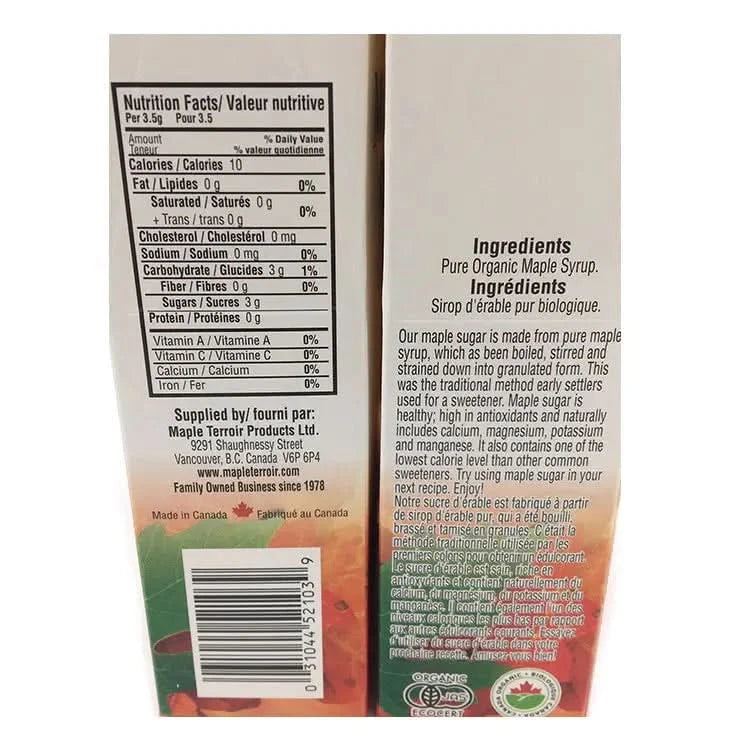 Nutrition Facts/ Valeur nutritive
Per 3.5g Pour 3.5
Amount % Daily Value
Teneur % valeur quotidienne
Calories / Calories 10
Fat / Lipides 0 g 0%
Saturated / Saturés 0 g
+ Trans / trans 0 g 0%
Cholesterol / Cholestérol 0 mg
Sodium / Sodium 0 mg 0%
Carbohydrate / Glucides 3 g 1%
Fiber / Fibres 0 g 0%
Sugars / Sucres 3 g
Protein / Protéines 0 g
Vitamin A / Vitamine A 0%
Vitamin C / Vitamine C 0%
Calcium / Calcium 0%
Iron / Fer 0%
Supplied by/ fourni par:
Maple Terroir Products Ltd.
9291 Shaughnessy Street
Vancouver, B.C. Canada V6P 6P4
www.mapleterroir.com
Family Owned Business since 1978
Made in Canada Fabriqué au Canada
0 31044 52103 9
Ingredients
Pure Organic Maple Syrup.
Ingrédients
Sirop d'érable pur biologique.
Our maple sugar is made from pure maple
syrup, which as been boiled, stirred and
strained down into granulated form. This
was the traditional method early settlers
used for a sweetener. Maple sugar is
healthy; high in antioxidants and naturally
includes calcium, magnesium, potassium
and manganese. It also contains one of the
lowest calorie level than other common
sweeteners. Try using maple sugar in your
next recipe. Enjoy!
Notre sucre d'érable est fabriqué à partir
de sirop d'érable pur, qui a été bouilli,
brassé et tamisé en granules. C'était la
méthode traditionnelle utilisée par les
premiers colons pour obtenir un édulcorant.
Le sucre d'érable est sain, riche en
antioxydants et contient naturellement du
calcium, du magnésium, du potassium et du
manganèse. Il contient également l'un des
niveaux caloriques les plus bas par rapport
aux autres édulcorants courants. Essayez
d'utiliser du sucre d'érable dans votre
prochaine recette. Amusez-vous bien!
ORGANIC
JAS
ECOCERT
CANADA ORGANIC • BIOLOGIQUE CANADA •